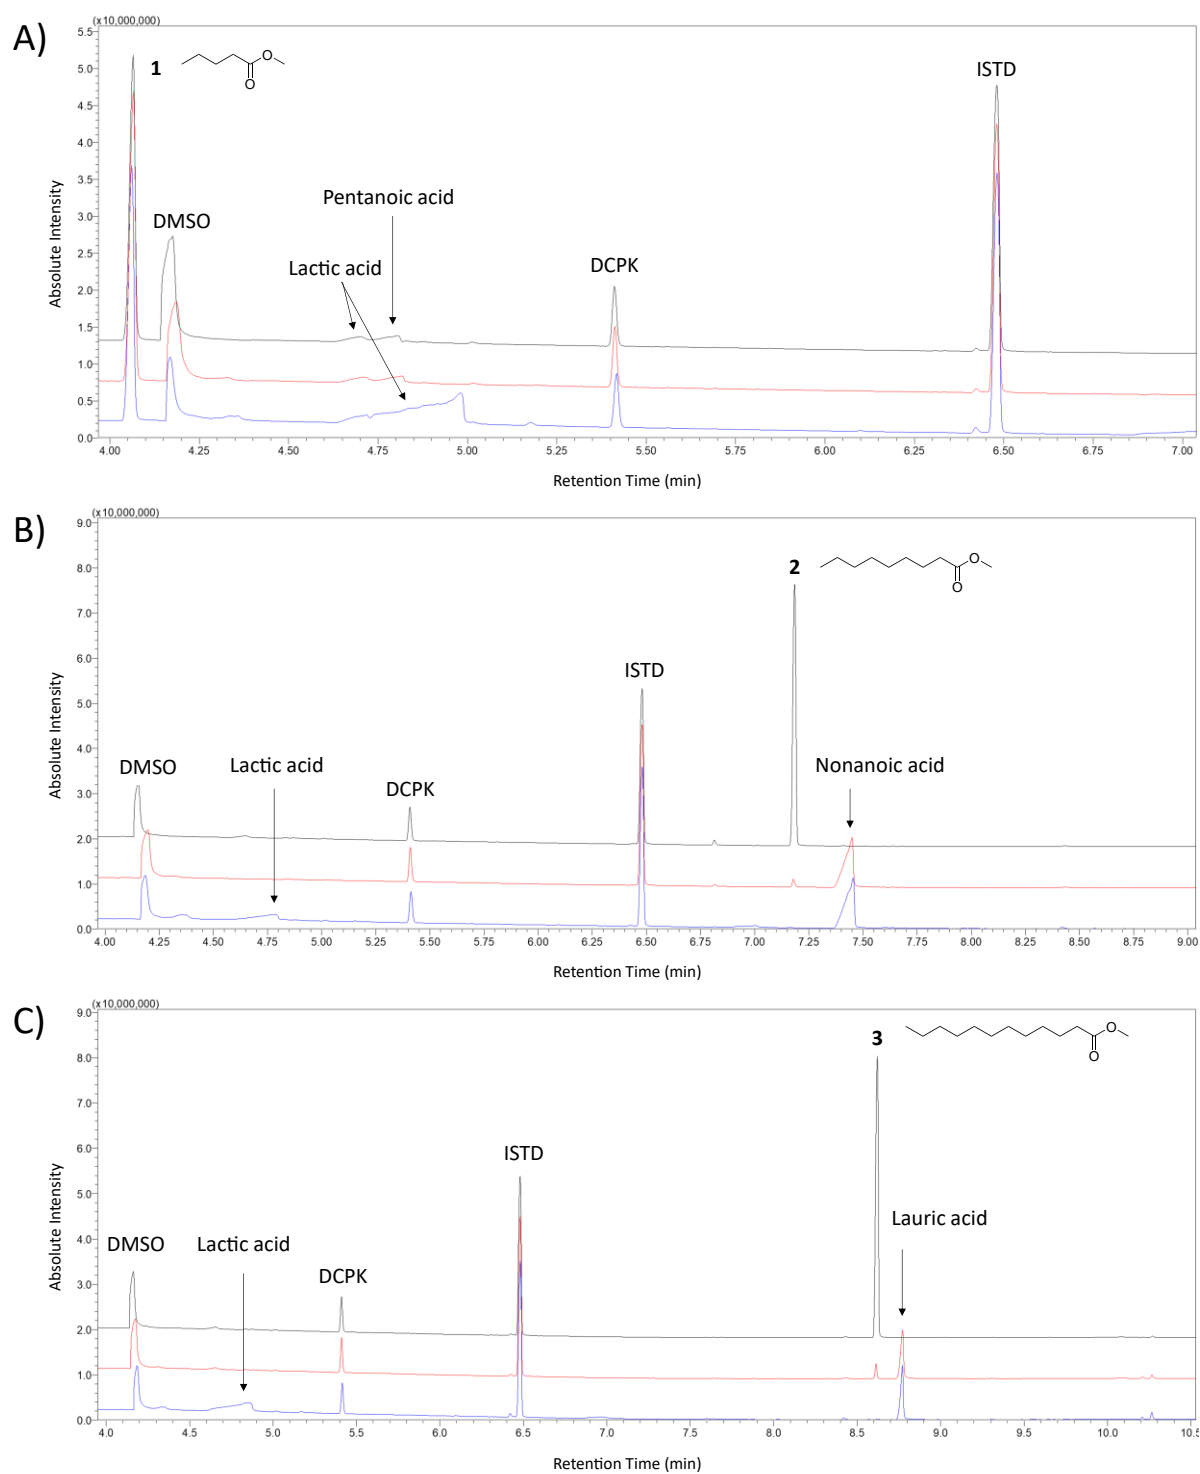 A)
(x10,000,000)
5.5
5.0
4.5
4.0
3.5
3.0
2.5
2.0
1.5
1.0
0.5
0.0
Absolute Intensity
1
O
O
ISTD
Pentanoic acid
DMSO
Lactic acid
DCPK
4.00 4.25 4.50 4.75 5.00 5.25 5.50 5.75 6.00 6.25 6.50 6.75 7.00
Retention Time (min)
B)
(x10,000,000)
9.0
8.0
7.0
6.0
5.0
4.0
3.0
2.0
1.0
0.0
Absolute Intensity
2
O
O
ISTD
DMSO
Lactic acid
DCPK
Nonanoic acid
4.00 4.25 4.50 4.75 5.00 5.25 5.50 5.75 6.00 6.25 6.50 6.75 7.00 7.25 7.50 7.75 8.00 8.25 8.50 8.75 9.00
Retention Time (min)
C)
(x10,000,000)
9.0
8.0
7.0
6.0
5.0
4.0
3.0
2.0
1.0
0.0
Absolute Intensity
3
O
O
ISTD
Lauric acid
DMSO
Lactic acid
DCPK
4.0 4.5 5.0 5.5 6.0 6.5 7.0 7.5 8.0 8.5 9.0 9.5 10.0 10.5
Retention Time (min)